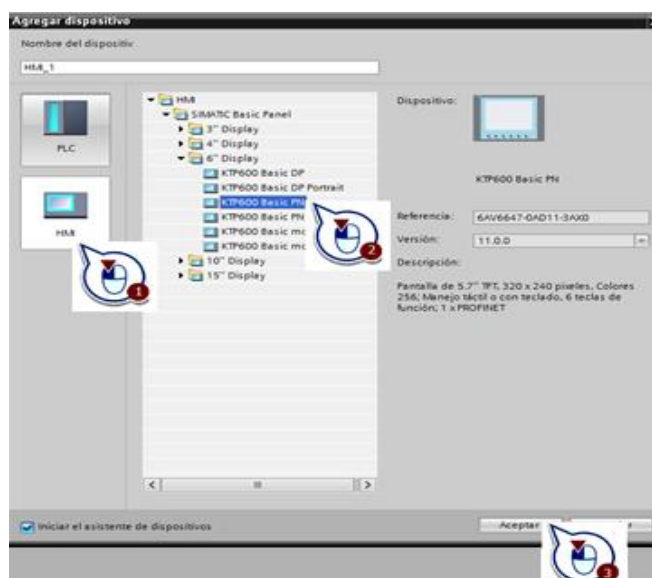 Agregar dispositivo
Nombre del dispositiv
HMI_1
PLC
HMI
HMI
SIMATIC Basic Panel
3" Display
4" Display
6" Display
KTP600 Basic DP
KTP600 Basic DP Portrait
KTP600 Basic PN
KTP600 Basic PN
KTP600 Basic mo
KTP600 Basic mo
10" Display
15" Display
1
2
Dispositivo:
KTP600 Basic PN
Referencia: 6AV6647-0AD11-3AX0
Versión: 11.0.0
Descripción:
Pantalla de 5.7" TFT, 320 x 240 pixeles, Colores
256; Manejo táctil o con teclado, 6 teclas de
función; 1 x PROFINET
Iniciar el asistente de dispositivos
Aceptar
3